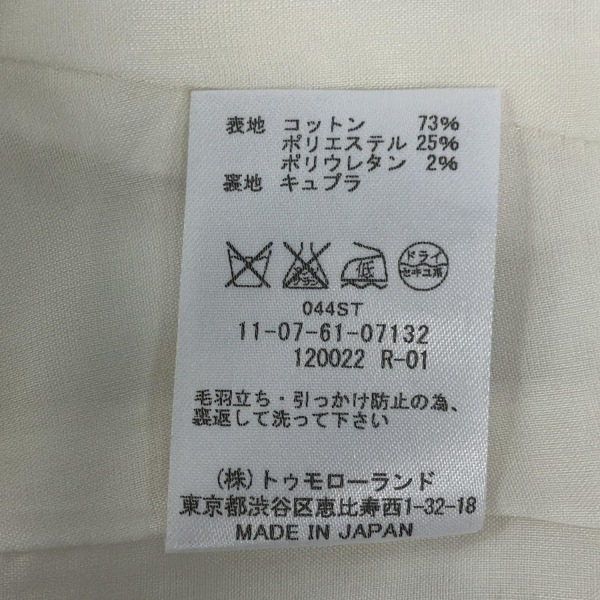 表地 コットン 73%
ポリエステル 25%
ポリウレタン 2%
裏地 キュプラ
低
ドライ
セキユ系
044ST
11-07-61-07132
120022 R-01
毛羽立ち・引っかけ防止の為、
裏返して洗って下さい
(株)トゥモローランド
東京都渋谷区恵比寿西1-32-18
MADE IN JAPAN